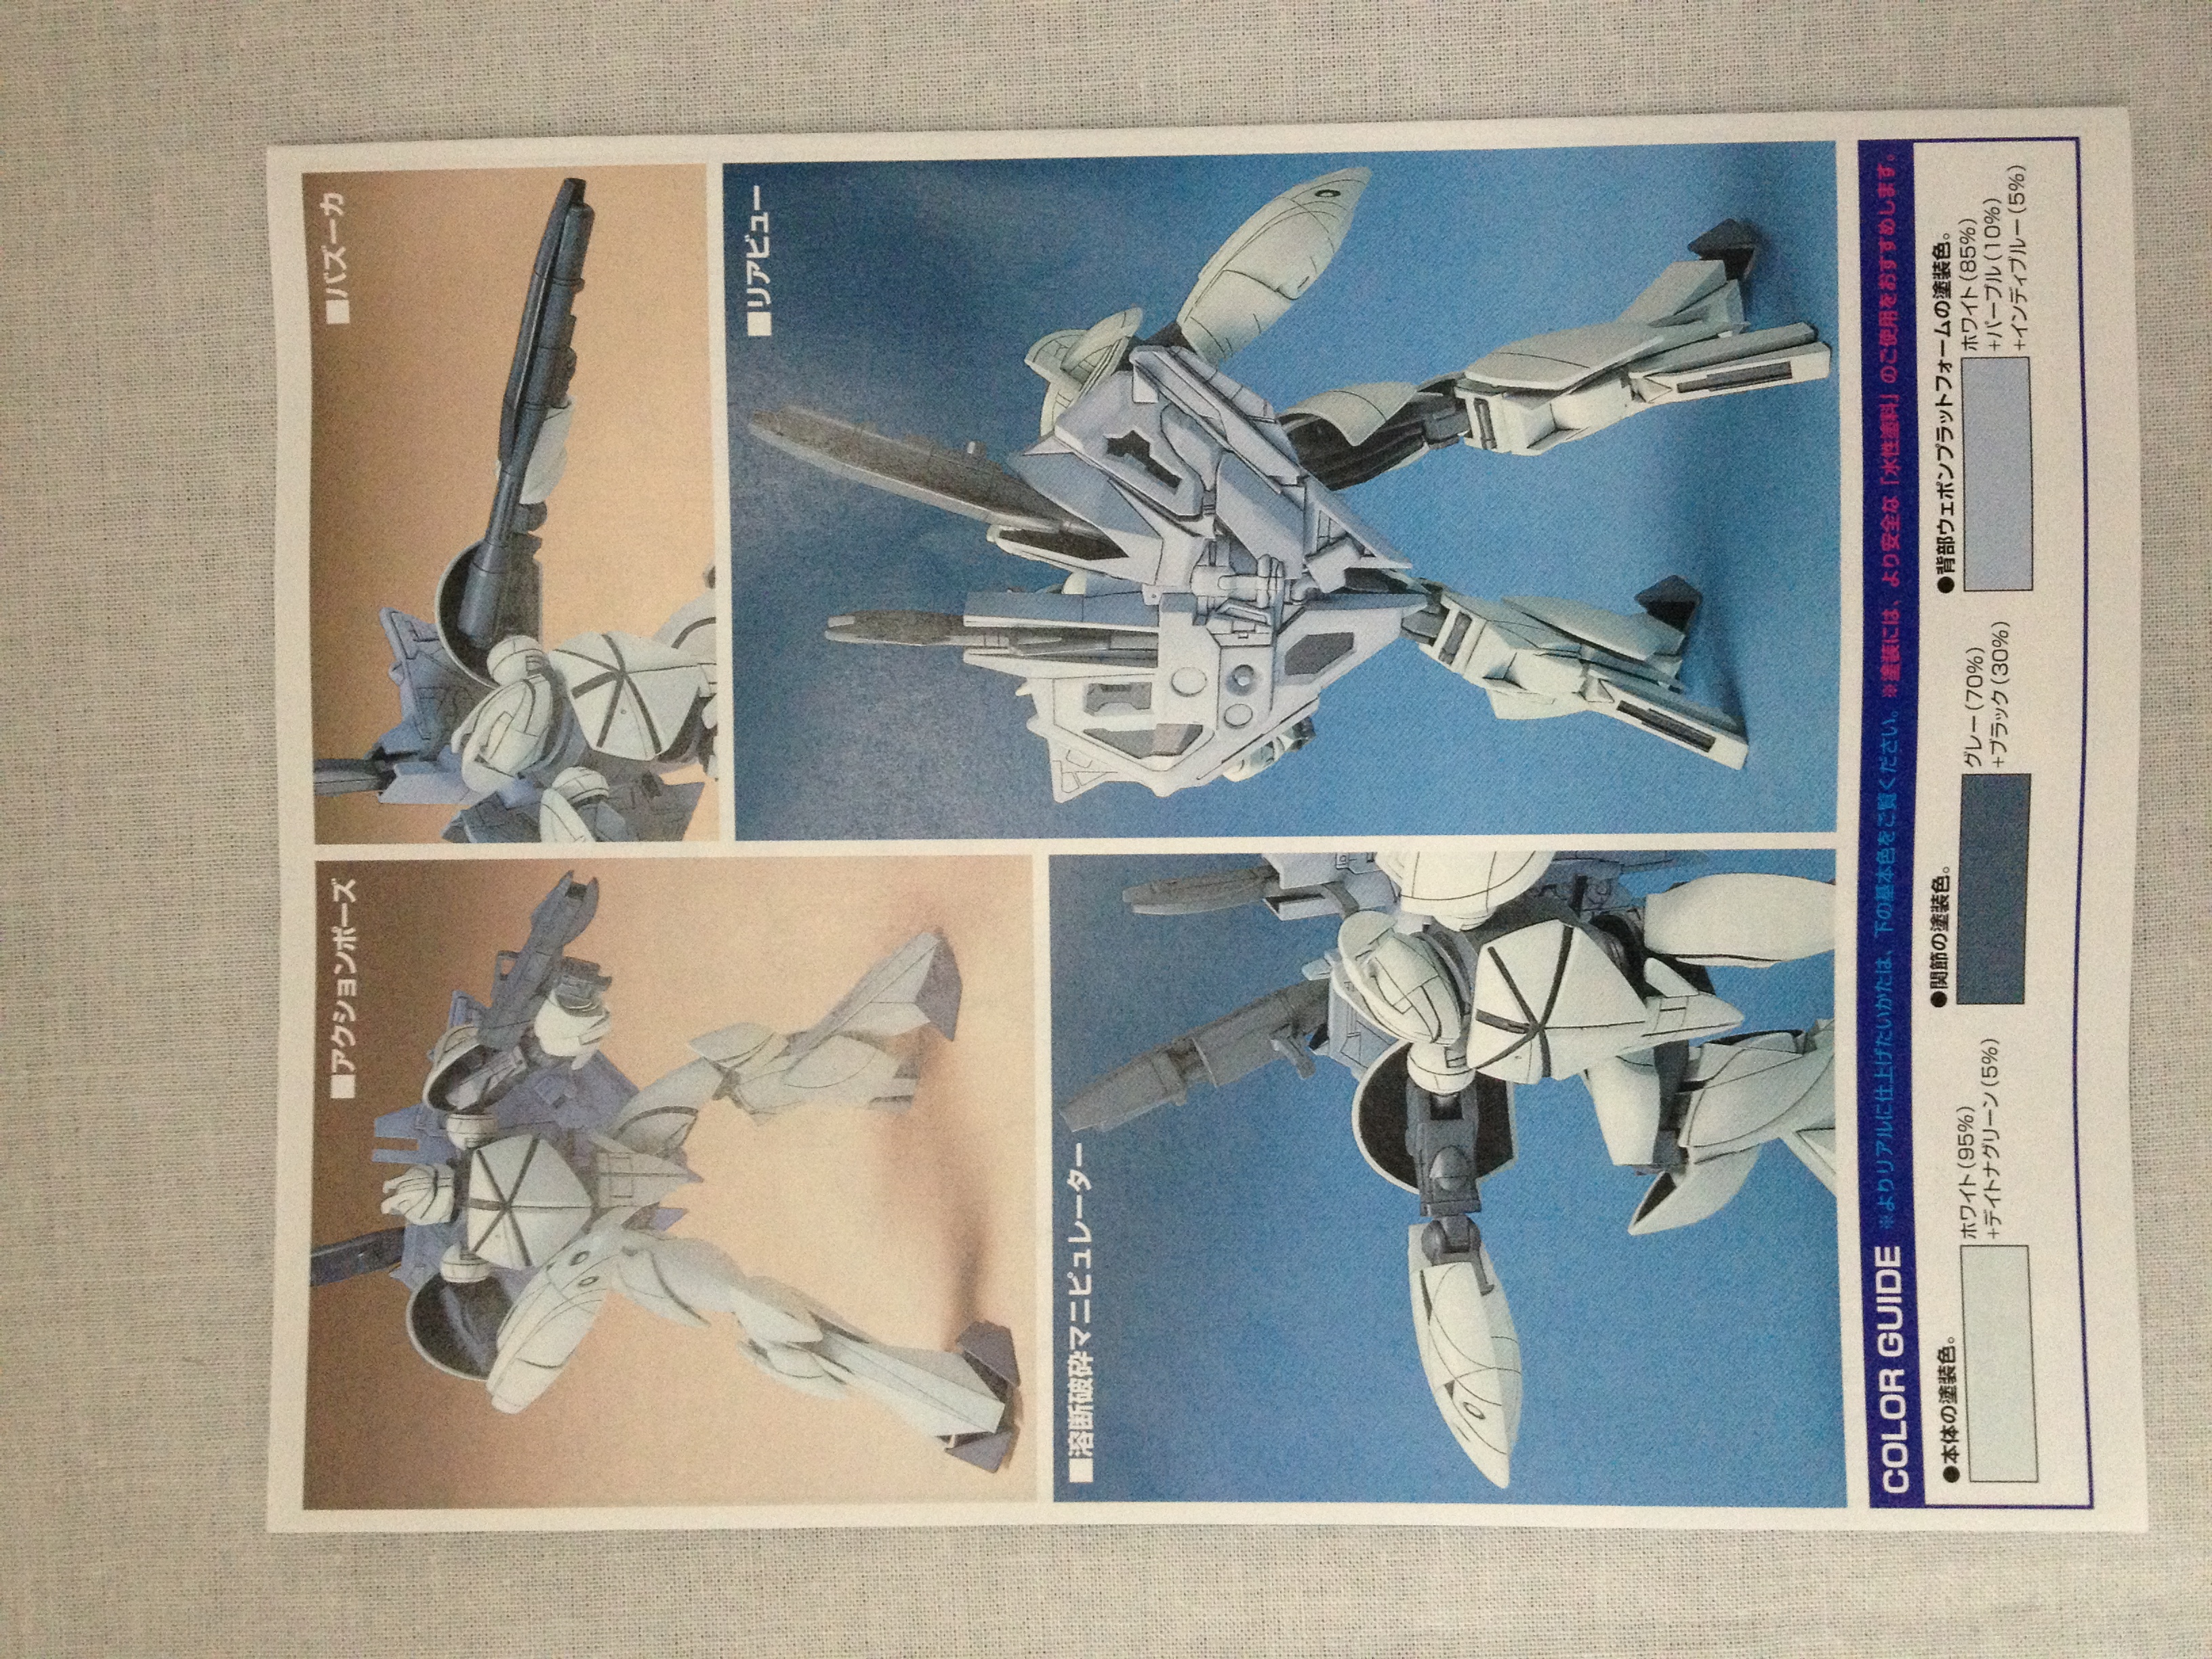 ■アクションポーズ
■バズーカ
■リアビュー
■溶断破砕マニピュレーター
COLOR GUIDE ※よりリアルに仕上げたいかたは、下の基本色をご覧ください。※塗装には、より安全な「水性塗料」のご使用をおすすめします。
●本体の塗装色。
ホワイト(95%)
+デイトナグリーン(5%)
●関節の塗装色。
グレー(70%)
+ブラック(30%)
●背部ウェポンプラットフォームの塗装色。
ホワイト(85%)
+パープル(10%)
+インディブルー(5%)